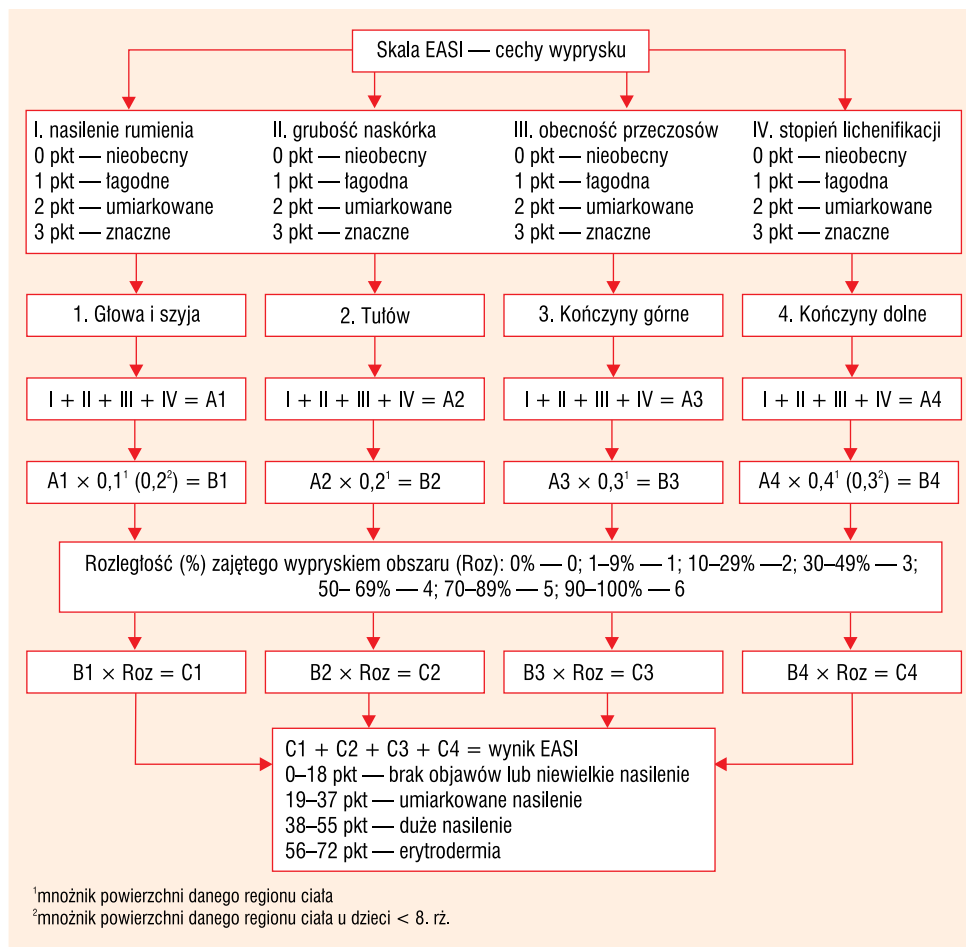 Skala EASI — cechy wyprysku
I. nasilenie rumienia
0 pkt — nieobecny
1 pkt — łagodne
2 pkt — umiarkowane
3 pkt — znaczne
II. grubość naskórka
0 pkt — nieobecny
1 pkt — łagodna
2 pkt — umiarkowane
3 pkt — znaczne
III. obecność przeczosów
0 pkt — nieobecny
1 pkt — łagodna
2 pkt — umiarkowane
3 pkt — znaczne
IV. stopień lichenifikacji
0 pkt — nieobecny
1 pkt — łagodna
2 pkt — umiarkowane
3 pkt — znaczne
1. Głowa i szyja
2. Tułów
3. Kończyny górne
4. Kończyny dolne
I + II + III + IV = A1
I + II + III + IV = A2
I + II + III + IV = A3
I + II + III + IV = A4
A1 × 0,1¹ (0,2²) = B1
A2 × 0,2¹ = B2
A3 × 0,3¹ = B3
A4 × 0,4¹ (0,3²) = B4
Rozległość (%) zajętego wypryskiem obszaru (Roz): 0% — 0; 1–9% — 1; 10–29% —2; 30–49% — 3;
50– 69% — 4; 70–89% — 5; 90–100% — 6
B1 × Roz = C1
B2 × Roz = C2
B3 × Roz = C3
B4 × Roz = C4
C1 + C2 + C3 + C4 = wynik EASI
0–18 pkt — brak objawów lub niewielkie nasilenie
19–37 pkt — umiarkowane nasilenie
38–55 pkt — duże nasilenie
56–72 pkt — erytrodermia
¹mnożnik powierzchni danego regionu ciała
²mnożnik powierzchni danego regionu ciała u dzieci < 8. rż.